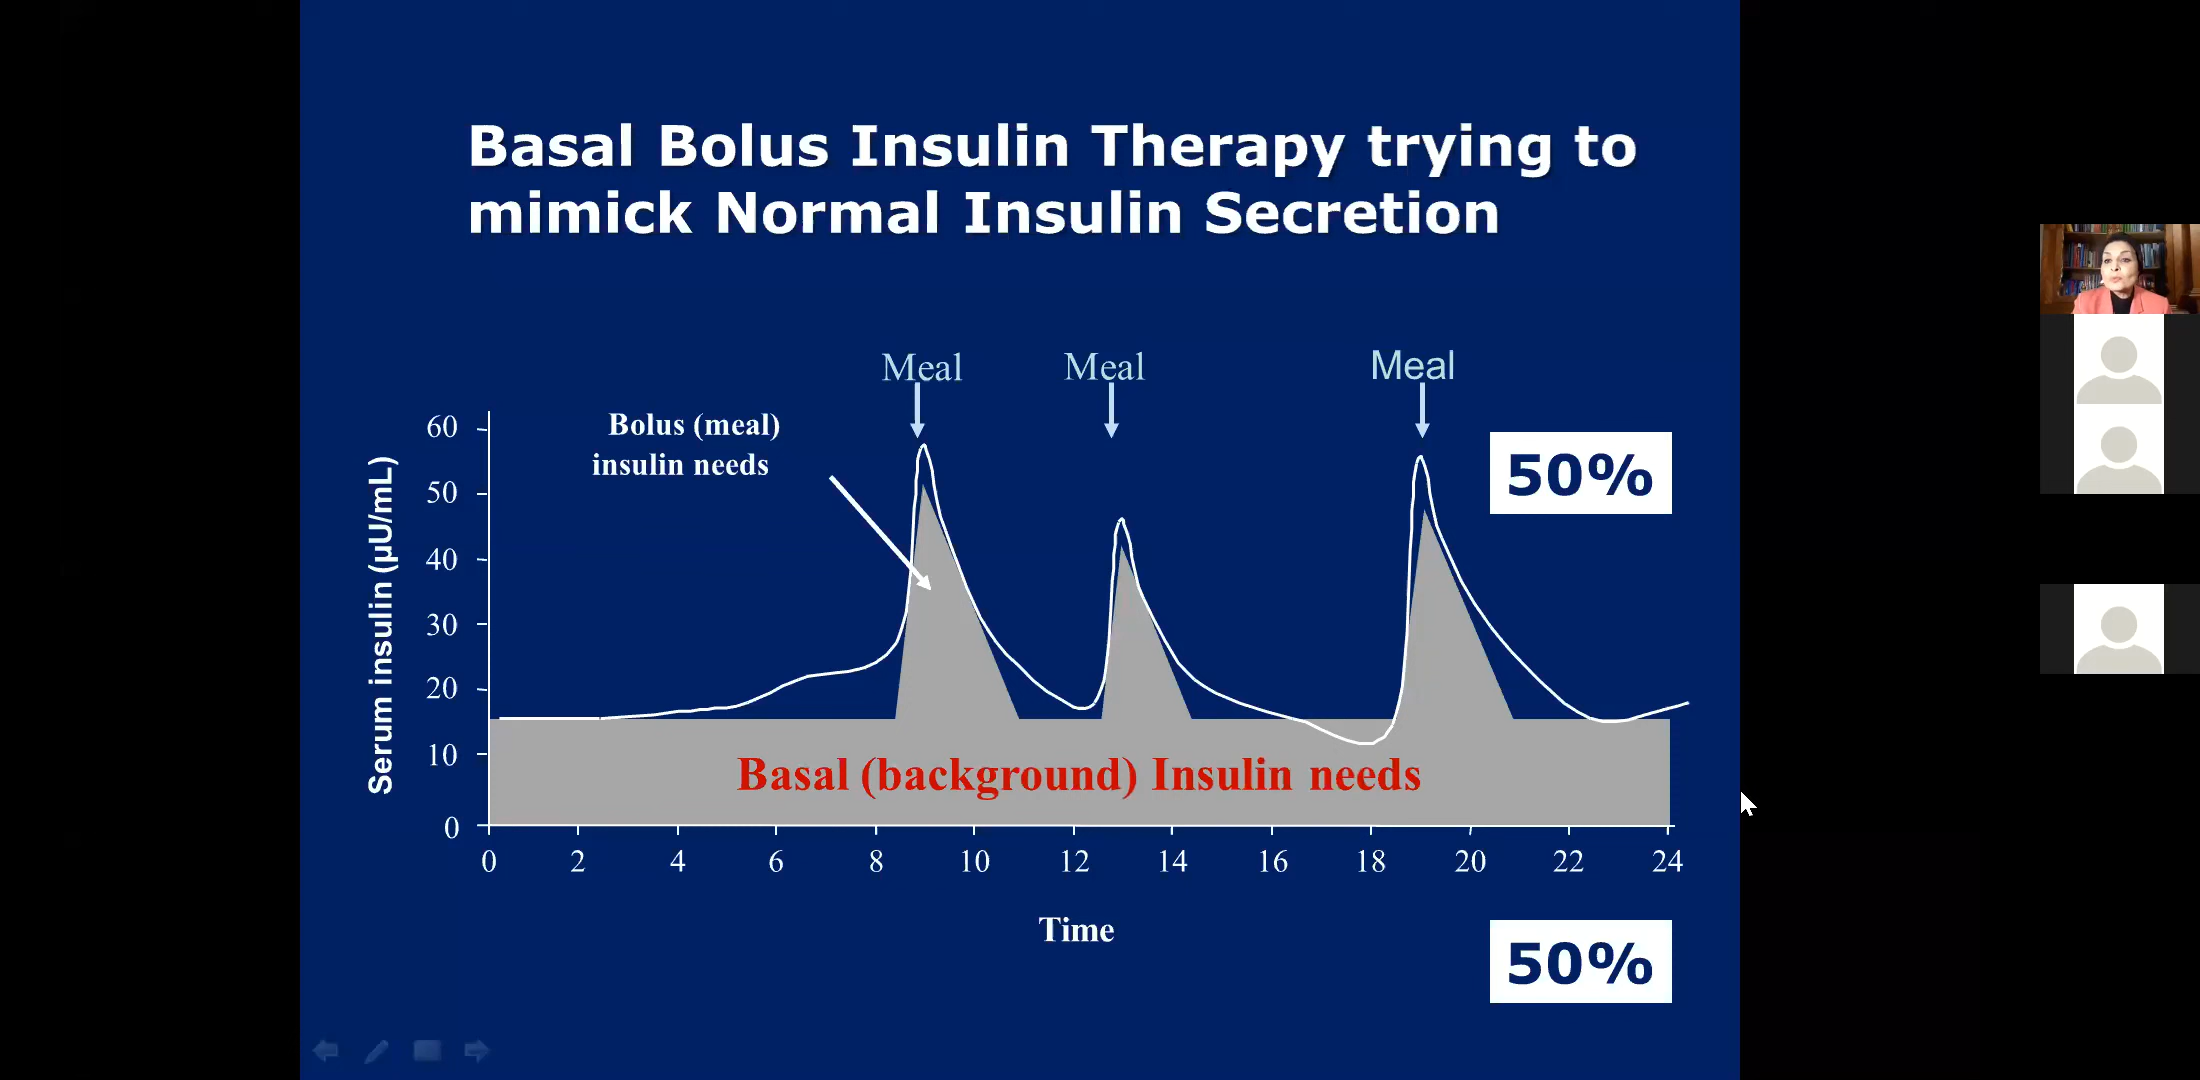 Basal Bolus Insulin Therapy trying to
mimick Normal Insulin Secretion
Meal
Meal
Meal
Bolus (meal)
insulin needs
50%
Serum insulin (µU/mL)
60
50
40
30
20
10
0
Basal (background) Insulin needs
0 2 4 6 8 10 12 14 16 18 20 22 24
Time
50%